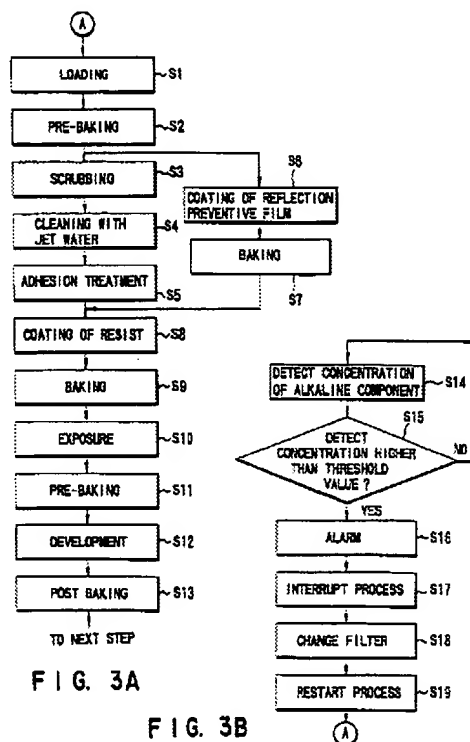 A
LOADING
S1
PRE-BAKING
S2
SCRUBBING
S3
CLEANING WITH
JET WATER
S4
ADHESION TREATMENT
S5
S6
COATING OF REFLECTION
PREVENTIVE FILM
BAKING
S7
COATING OF RESIST
S8
BAKING
S9
EXPOSURE
S10
PRE-BAKING
S11
DEVELOPMENT
S12
POST BAKING
S13
TO NEXT STEP
FIG. 3A
DETECT CONCENTRATION
OF ALKALINE COMPONENT
S14
S15
DETECT
CONCENTRATION HIGHER
THAN THRESHOLD
VALUE ?
NO
YES
ALARM
S16
INTERRUPT PROCESS
S17
CHANGE FILTER
S18
RESTART PROCESS
S19
A
FIG. 3B